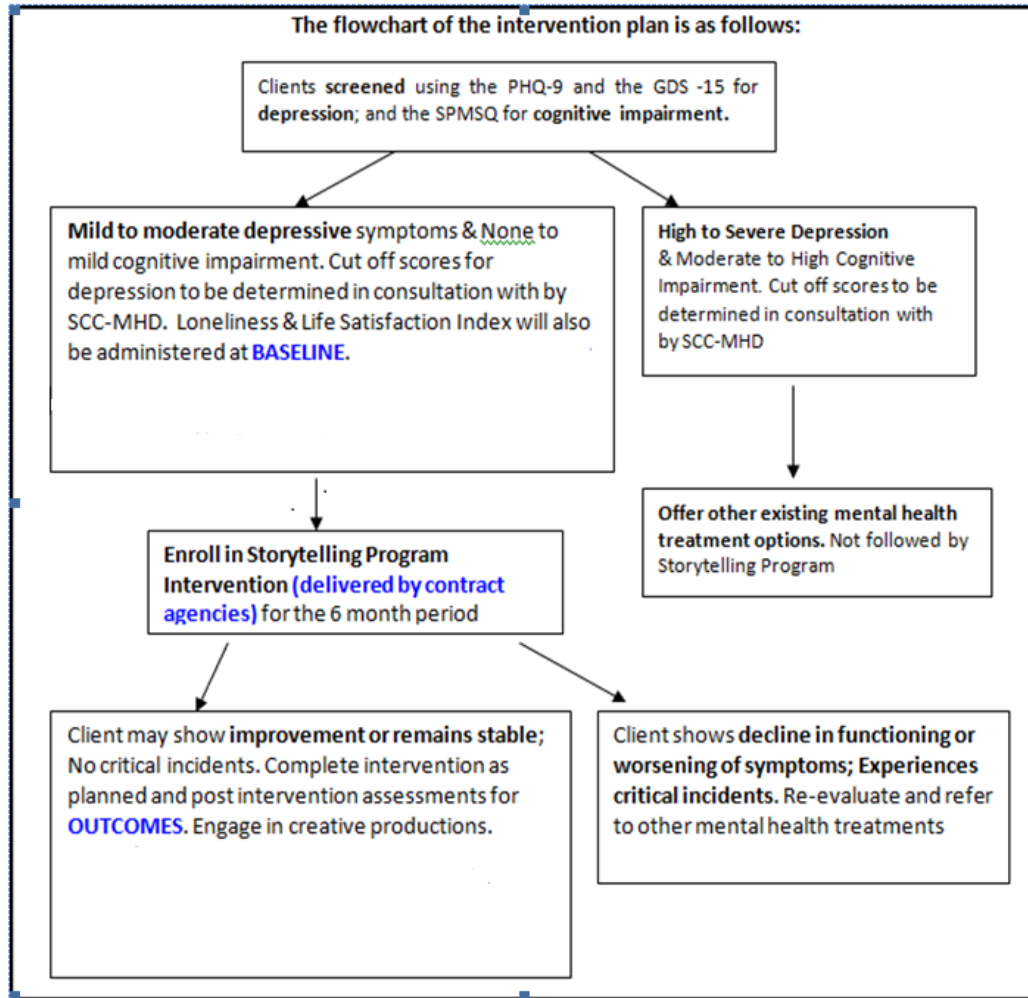 The flowchart of the intervention plan is as follows:
Clients screened using the PHQ-9 and the GDS -15 for
depression; and the SPMSQ for cognitive impairment.
Mild to moderate depressive symptoms & None to
mild cognitive impairment. Cut off scores for
depression to be determined in consultation with by
SCC-MHD. Loneliness & Life Satisfaction Index will also
be administered at BASELINE.
High to Severe Depression
& Moderate to High Cognitive
Impairment. Cut off scores to be
determined in consultation with
by SCC-MHD
Offer other existing mental health
treatment options. Not followed by
Storytelling Program
Enroll in Storytelling Program
Intervention (delivered by contract
agencies) for the 6 month period
Client may show improvement or remains stable;
No critical incidents. Complete intervention as
planned and post intervention assessments for
OUTCOMES. Engage in creative productions.
Client shows decline in functioning or
worsening of symptoms; Experiences
critical incidents. Re-evaluate and refer
to other mental health treatments